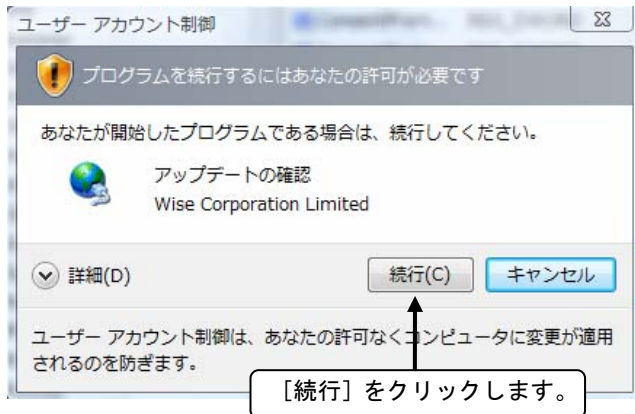 ユーザー アカウント制御
プログラムを続行するにはあなたの許可が必要です
あなたが開始したプログラムである場合は、続行してください。
アップデートの確認
Wise Corporation Limited
詳細(D)
続行(C)
キャンセル
ユーザー アカウント制御は、あなたの許可なくコンピュータに変更が適用
されるのを防ぎます。
［続行］をクリックします。